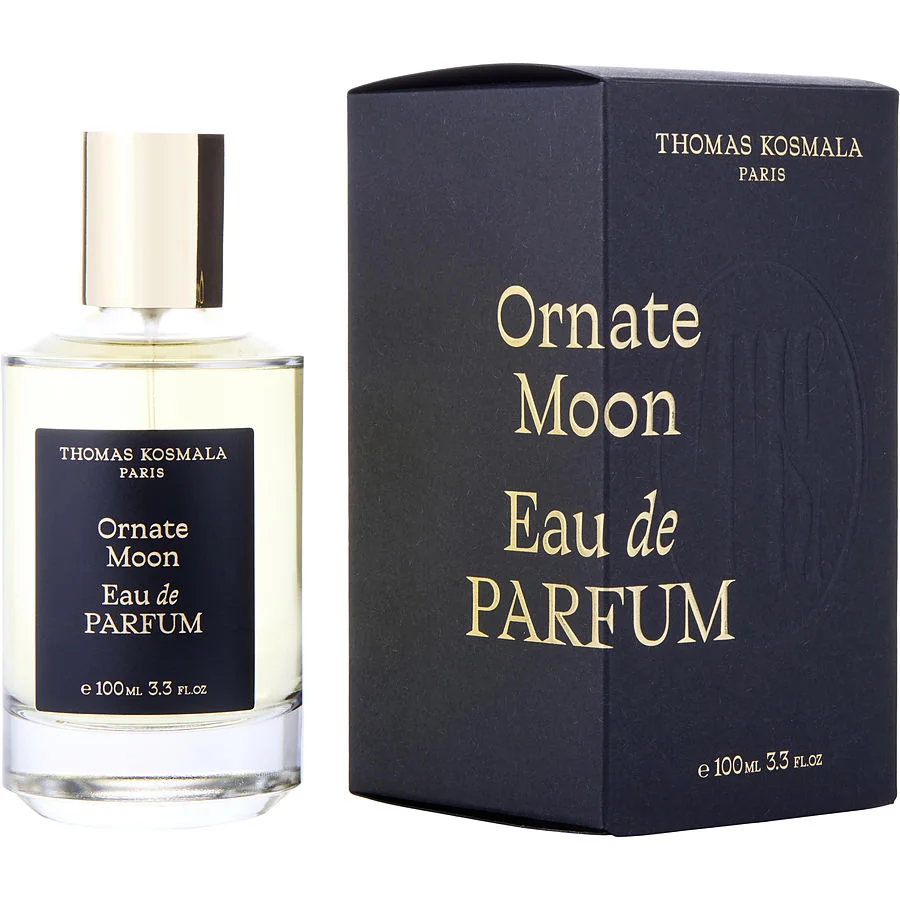 THOMAS KOSMALA
PARIS
Ornate
Moon
Eau de
PARFUM
e 100ML 3.3 FL.OZ
THOMAS KOSMALA
PARIS
Ornate
Moon
Eau de
PARFUM
e 100ML 3.3 FL.OZ